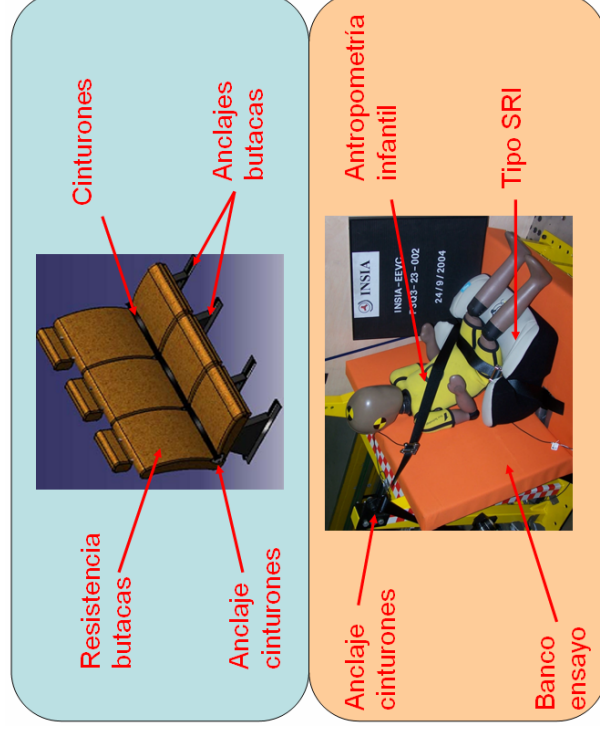 Resistencia
butacas
Cinturones
Anclaje
cinturones
Anclajes
butacas
Anclaje
cinturones
Antropometría
infantil
INSIA
INSIA-EEVC
24/9/2004
Banco
ensayo
Tipo SRI